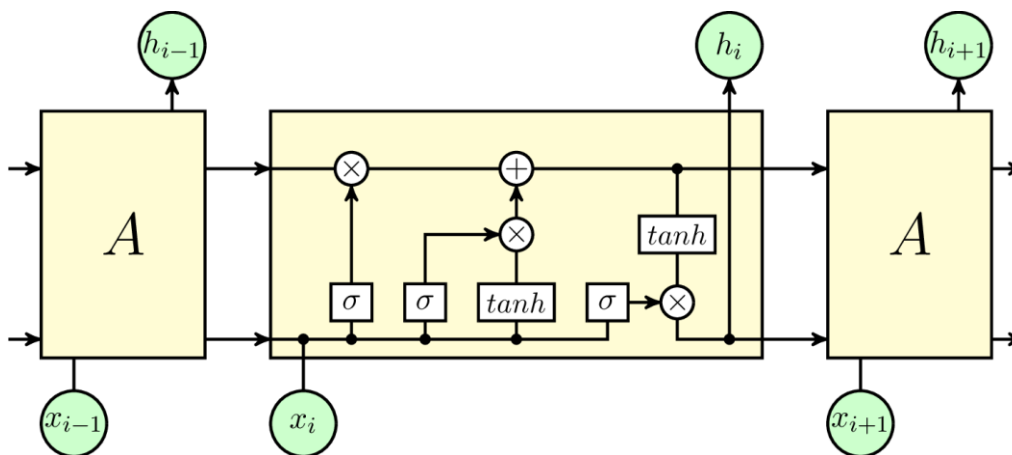 h_{i-1}
h_i
h_{i+1}
× +
A × tanh A
σ σ tanh σ ×
x_{i-1}
x_i
x_{i+1}